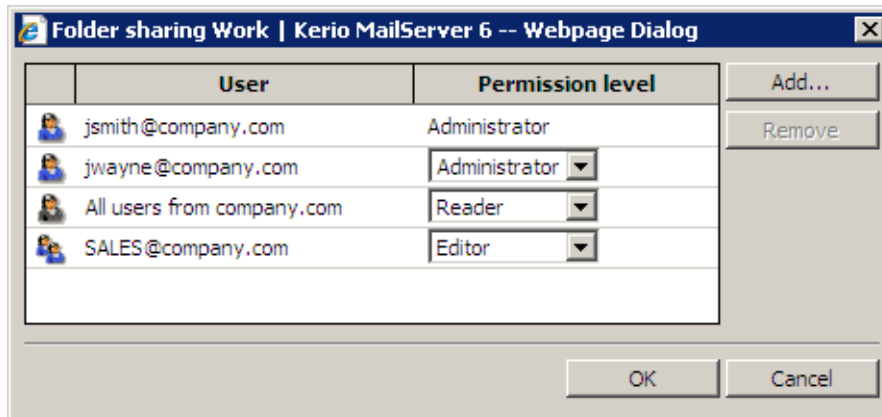 Folder sharing Work | Kerio MailServer 6 -- Webpage Dialog
User Permission level
Add...
jsmith@company.com Administrator
Remove
jwayne@company.com Administrator
All users from company.com Reader
SALES@company.com Editor
OK Cancel